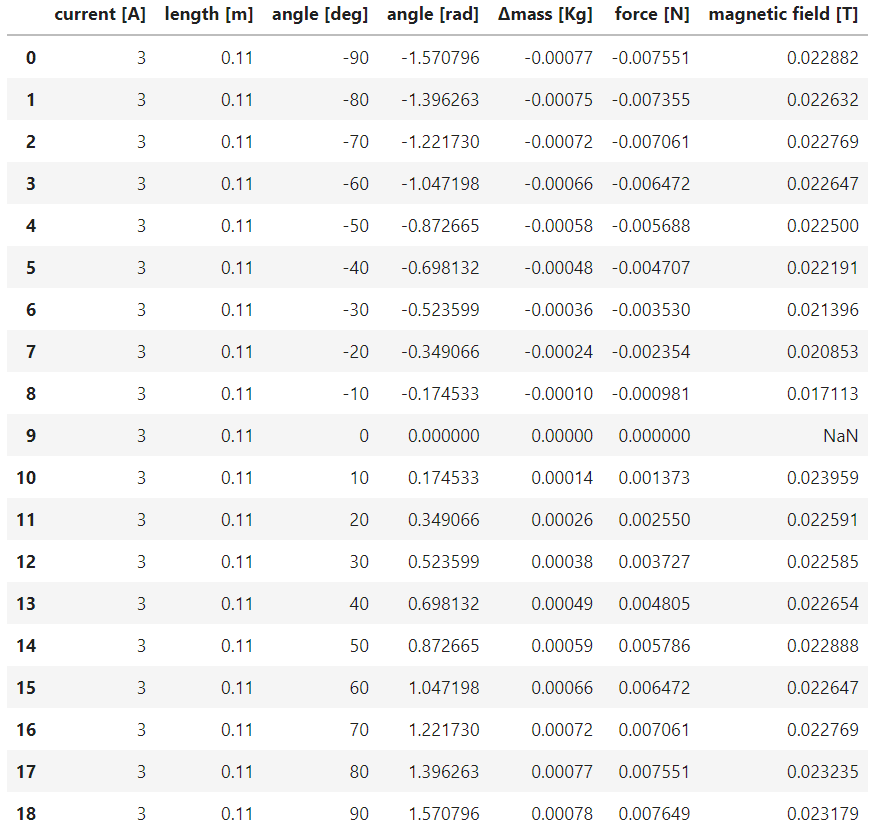 current [A] length [m] angle [deg] angle [rad] Δmass [Kg] force [N] magnetic field [T]
0 3 0.11 -90 -1.570796 -0.00077 -0.007551 0.022882
1 3 0.11 -80 -1.396263 -0.00075 -0.007355 0.022632
2 3 0.11 -70 -1.221730 -0.00072 -0.007061 0.022769
3 3 0.11 -60 -1.047198 -0.00066 -0.006472 0.022647
4 3 0.11 -50 -0.872665 -0.00058 -0.005688 0.022500
5 3 0.11 -40 -0.698132 -0.00048 -0.004707 0.022191
6 3 0.11 -30 -0.523599 -0.00036 -0.003530 0.021396
7 3 0.11 -20 -0.349066 -0.00024 -0.002354 0.020853
8 3 0.11 -10 -0.174533 -0.00010 -0.000981 0.017113
9 3 0.11 0 0.000000 0.00000 0.000000 NaN
10 3 0.11 10 0.174533 0.00014 0.001373 0.023959
11 3 0.11 20 0.349066 0.00026 0.002550 0.022591
12 3 0.11 30 0.523599 0.00038 0.003727 0.022585
13 3 0.11 40 0.698132 0.00049 0.004805 0.022654
14 3 0.11 50 0.872665 0.00059 0.005786 0.022888
15 3 0.11 60 1.047198 0.00066 0.006472 0.022647
16 3 0.11 70 1.221730 0.00072 0.007061 0.022769
17 3 0.11 80 1.396263 0.00077 0.007551 0.023235
18 3 0.11 90 1.570796 0.00078 0.007649 0.023179